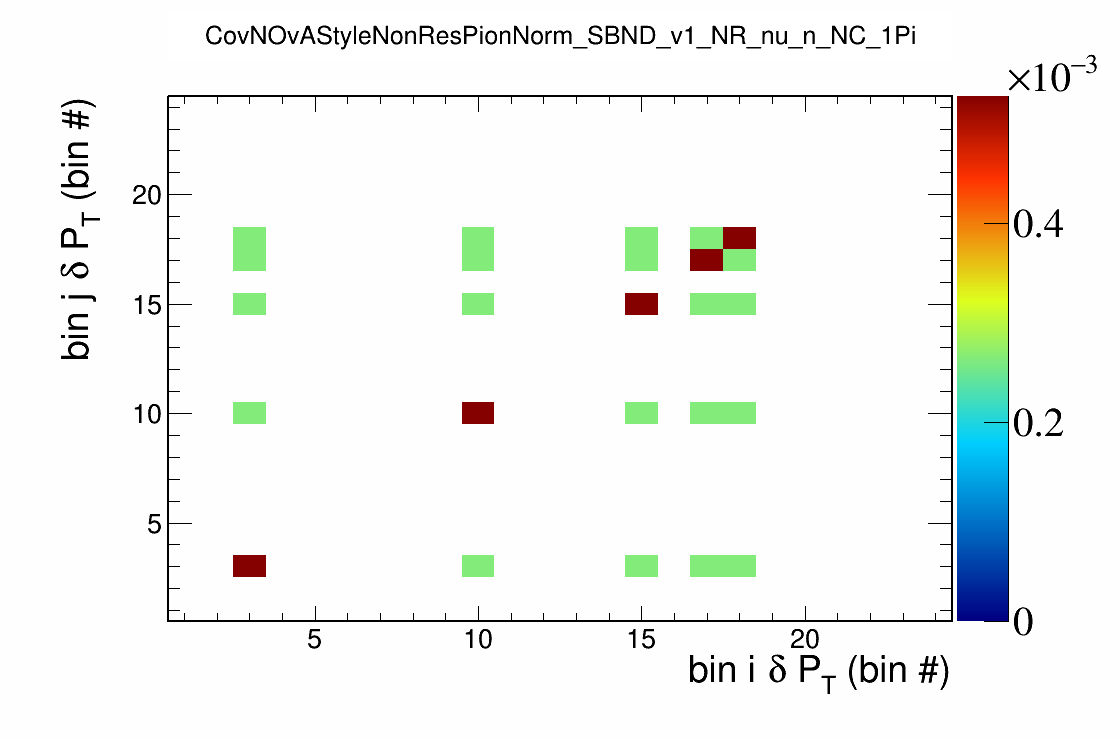 CovNOvAStyleNonResPionNorm_SBND_v1_NR_nu_n_NC_1Pi
×10⁻³
bin j δ P_T (bin #)
20
15
10
5
0.4
0.2
0
5 10 15 20
bin i δ P_T (bin #)